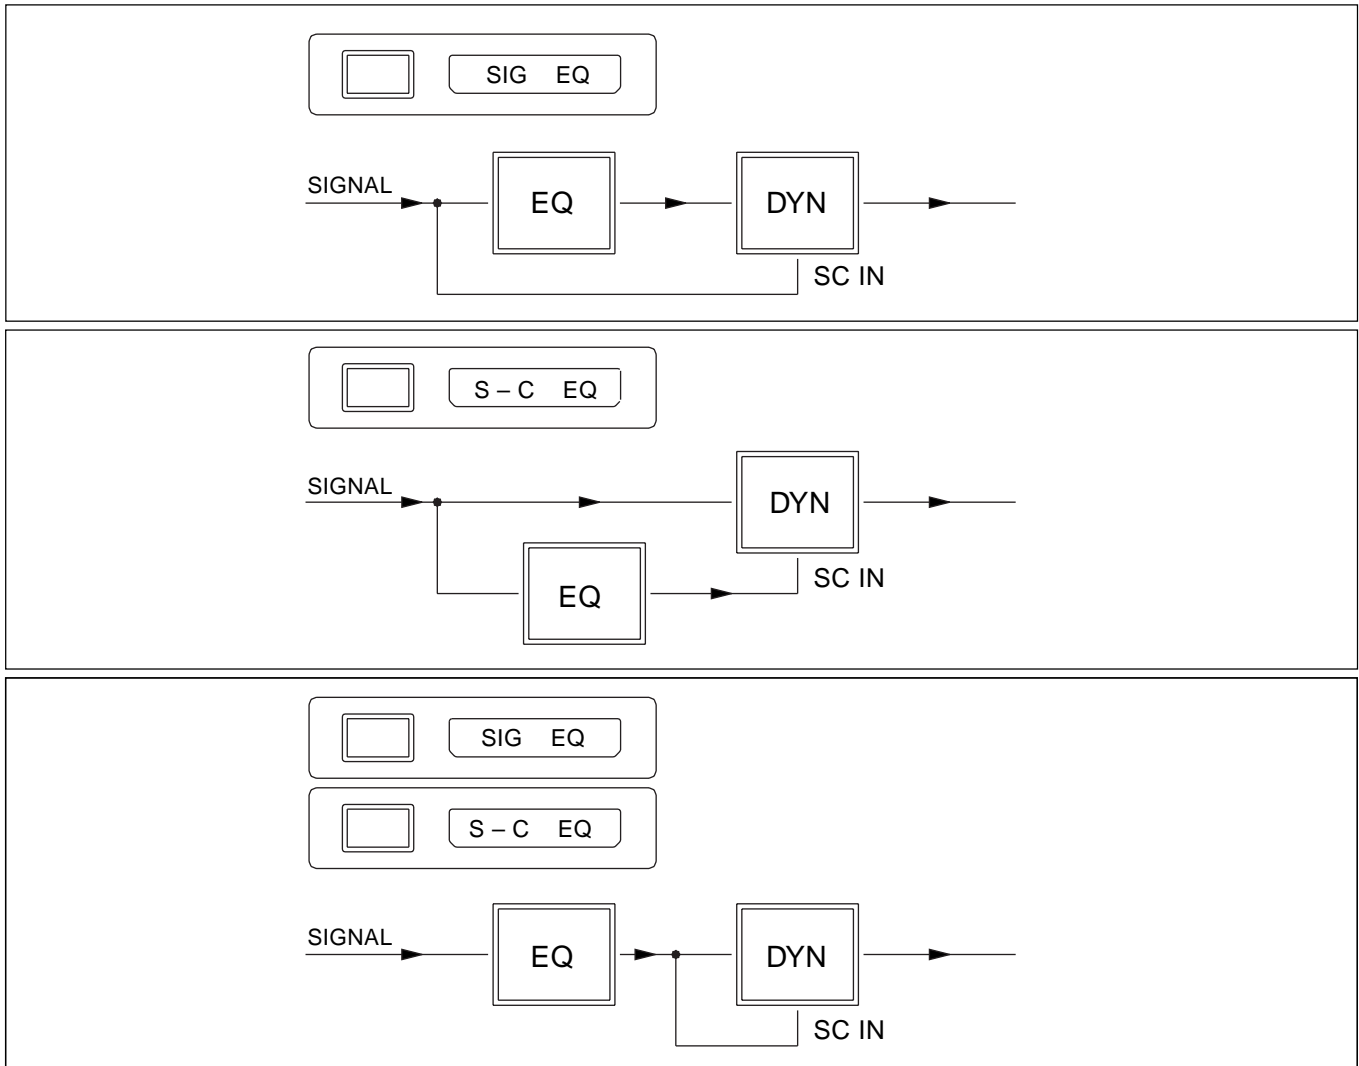 SIG EQ
SIGNAL
EQ
DYN
SC IN
S – C EQ
SIGNAL
DYN
EQ
SC IN
SIG EQ
S – C EQ
SIGNAL
EQ
DYN
SC IN